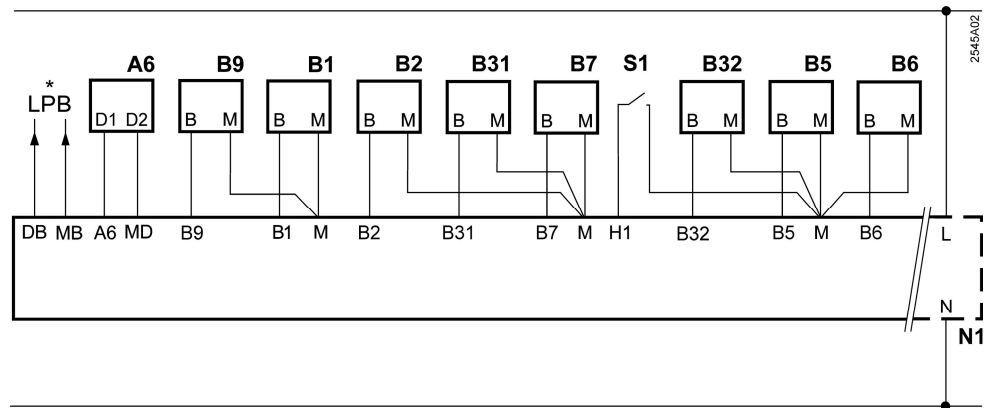 2545A02
A6 B9 B1 B2 B31 B7 S1 B32 B5 B6
*
LPB
D1 D2 B M B M B M B M B M B M B M B M
DB MB A6 MD B9 B1 M B2 B31 B7 M H1 B32 B5 M B6 L
N
N1